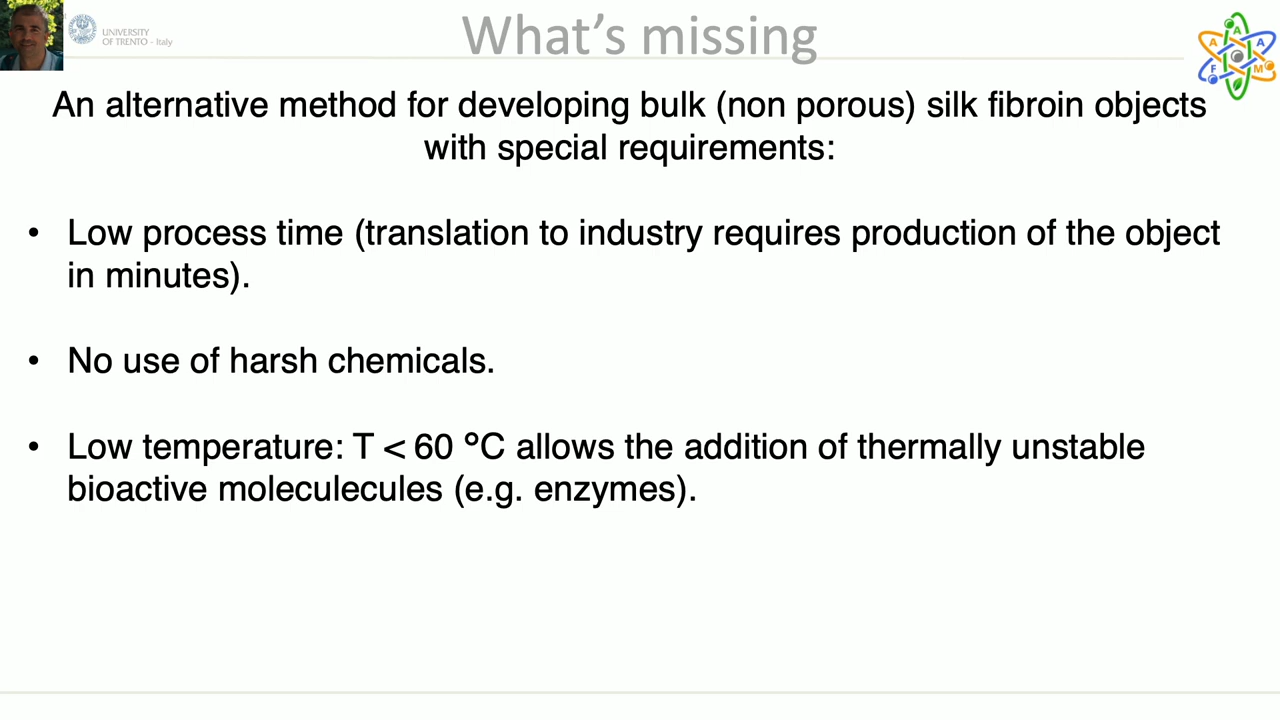 UNIVERSITY
OF TRENTO - Italy
What's missing
A A A F M
An alternative method for developing bulk (non porous) silk fibroin objects
with special requirements:
• Low process time (translation to industry requires production of the object
in minutes).
• No use of harsh chemicals.
• Low temperature: T < 60 °C allows the addition of thermally unstable
bioactive moleculecules (e.g. enzymes).